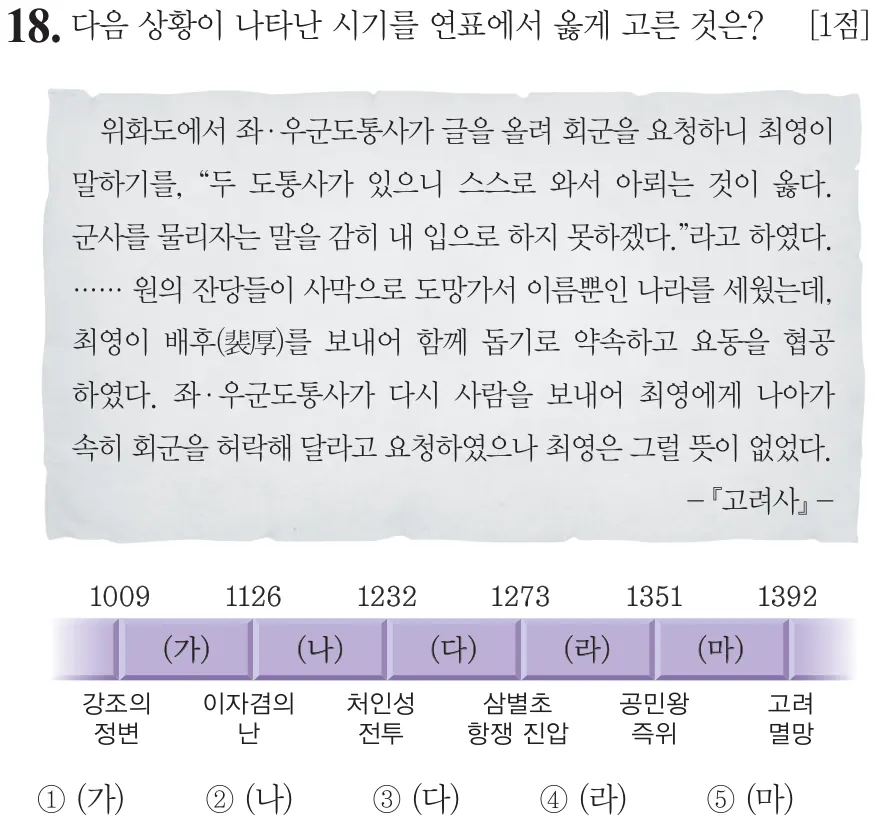 18. 다음 상황이 나타난 시기를 연표에서 옳게 고른 것은? [1점]
위화도에서 좌·우군도통사가 글을 올려 회군을 요청하니 최영이
말하기를, “두 도통사가 있으니 스스로 와서 아뢰는 것이 옳다.
군사를 물리자는 말을 감히 내 입으로 하지 못하겠다.”라고 하였다.
…… 원의 잔당들이 사막으로 도망가서 이름뿐인 나라를 세웠는데,
최영이 배후(裴厚)를 보내어 함께 돕기로 약속하고 요동을 협공
하였다. 좌·우군도통사가 다시 사람을 보내어 최영에게 나아가
속히 회군을 허락해 달라고 요청하였으나 최영은 그럴 뜻이 없었다.
－『고려사』－
1009 1126 1232 1273 1351 1392
(가) (나) (다) (라) (마)
강조의 이자겸의 처인성 삼별초 공민왕 고려
정변 난 전투 항쟁 진압 즉위 멸망
① (가) ② (나) ③ (다) ④ (라) ⑤ (마)